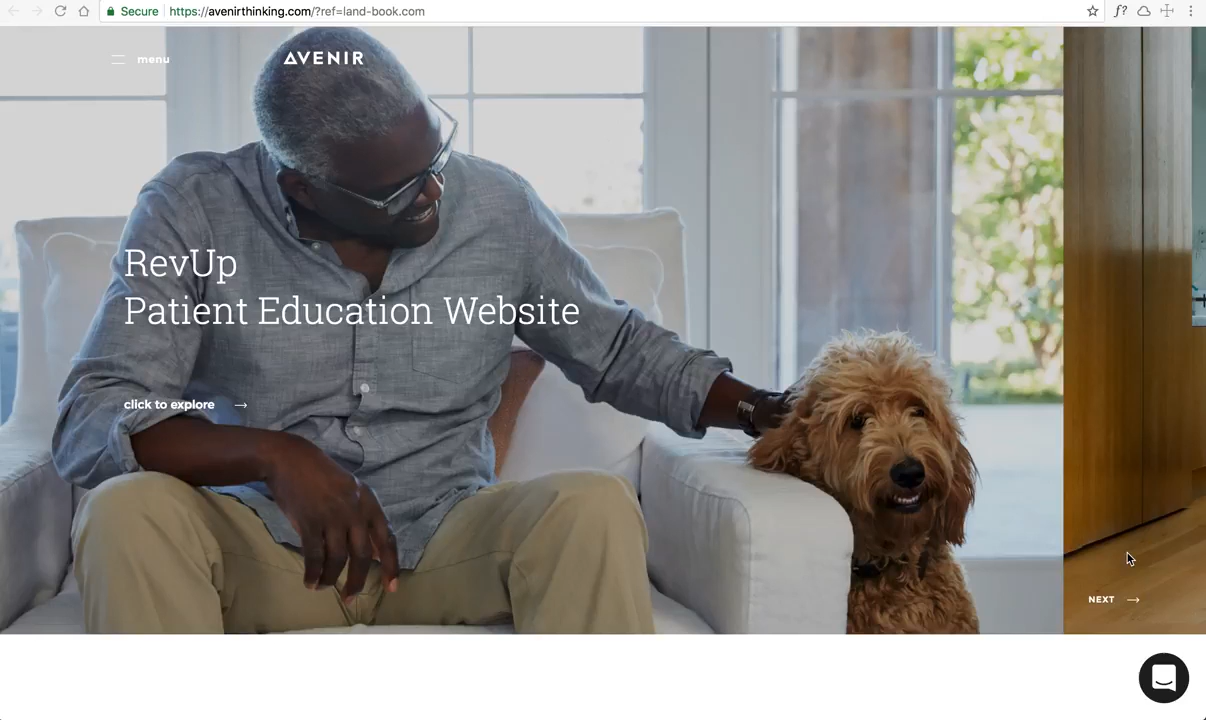 Secure
https://avenirthinking.com/?ref=land-book.com
f?
menu
AVENIR
RevUp
Patient Education Website
click to explore
NEXT